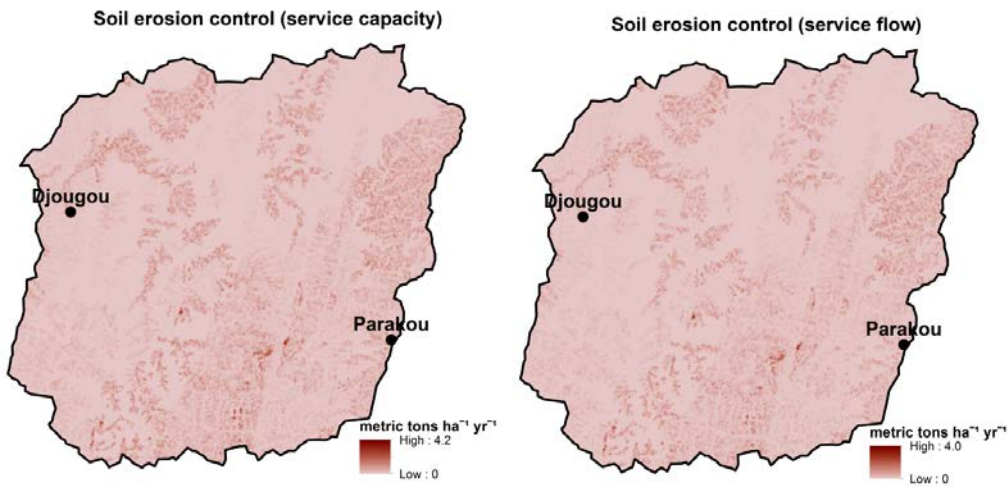 Soil erosion control (service capacity)
Djougou
Parakou
metric tons ha⁻¹ yr⁻¹
High : 4.2
Low : 0
Soil erosion control (service flow)
Djougou
Parakou
metric tons ha⁻¹ yr⁻¹
High : 4.0
Low : 0